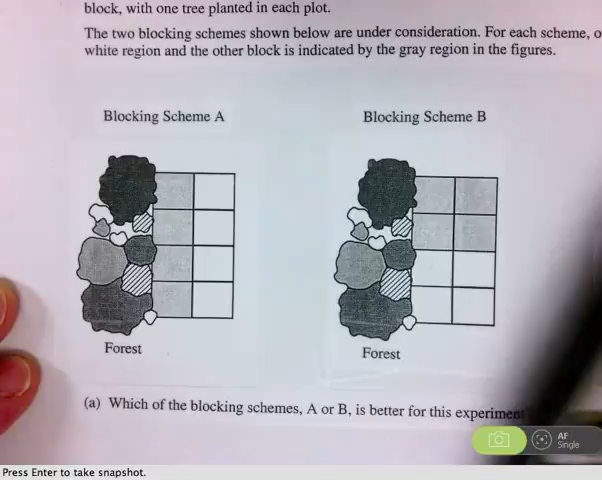 block, with one tree planted in each plot.
The two blocking schemes shown below are under consideration. For each scheme, o
white region and the other block is indicated by the gray region in the figures.
Blocking Scheme A
Blocking Scheme B
Forest
Forest
(a) Which of the blocking schemes, A or B, is better for this experiment
AF
Single
Press Enter to take snapshot.